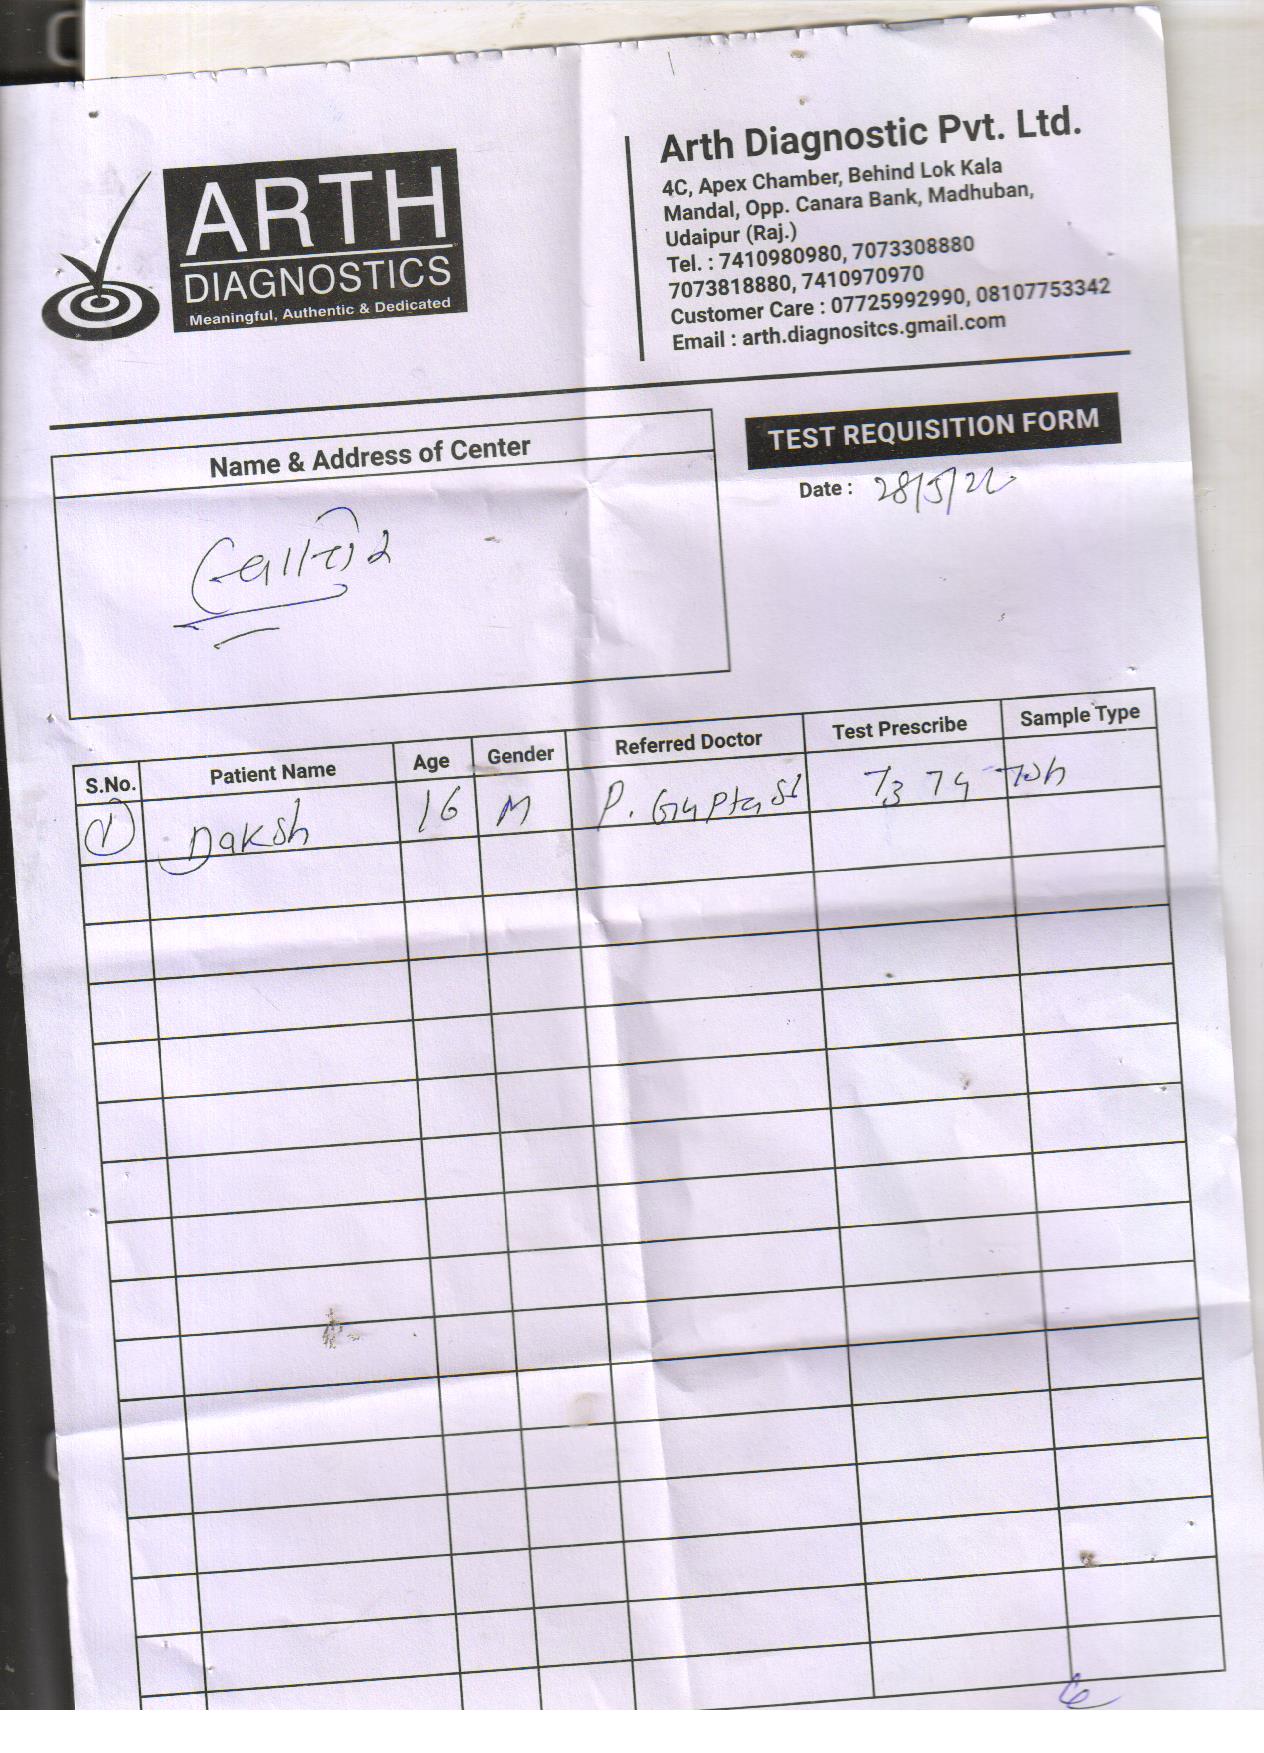 ARTH
DIAGNOSTICS
Meaningful, Authentic & Dedicated
Arth Diagnostic Pvt. Ltd.
4C, Apex Chamber, Behind Lok Kala
Mandal, Opp. Canara Bank, Madhuban,
Udaipur (Raj.)
Tel. : 7410980980, 7073308880
7073818880, 7410970970
Customer Care : 07725992990, 08107753342
Email : arth.diagnositcs.gmail.com
TEST REQUISITION FORM
Date : 28/5/22
Name & Address of Center
S.No. Patient Name Age Gender Referred Doctor Test Prescribe Sample Type
1 Daksh 16 M P. Gupta T3 T4 TSH